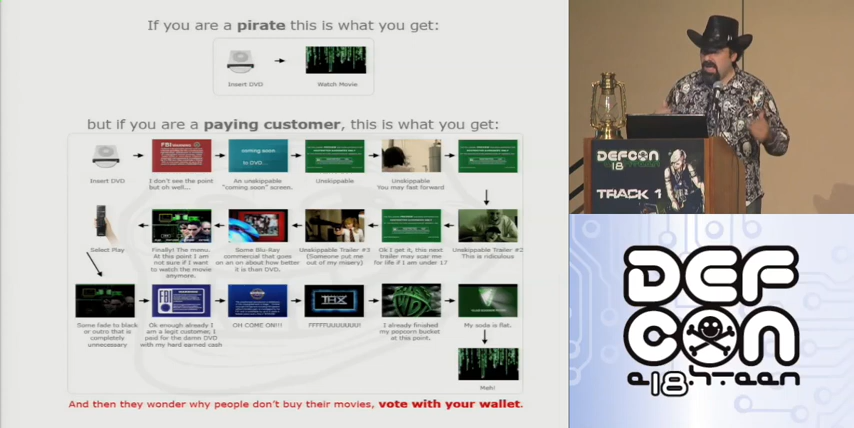 If you are a pirate this is what you get:
Insert DVD
Watch Movie
but if you are a paying customer, this is what you get:
FBI
coming soon
to DVD...
Insert DVD
I don't see the point
but oh well...
An unskippable
"coming soon" screen.
Unskippable
Unskippable
You may fast forward
Select Play
Finally! The menu.
At this point I am
not sure if I want
to watch the movie
anymore.
Some Blu-Ray
commercial that goes
on an on about how better
it is than DVD.
Unskippable Trailer #3
(Someone put me
out of my misery)
Ok I get it, this next
trailer may scar me
for life if I am under 17
Unskippable Trailer #2
This is ridiculous
FBI
THX
Some fade to black
or outro that is
completely
unnecessary
Ok enough already I
am a legit customer, I
paid for the damn DVD
with my hard earned cash
OH COME ON!!!
FFFFFUUUUUUU!
I already finished
my popcorn bucket
at this point.
My soda is flat.
Meh!
And then they wonder why people don't buy their movies, vote with your wallet.
DEFCON
TRACK 1
DEF
CON
e18hteen